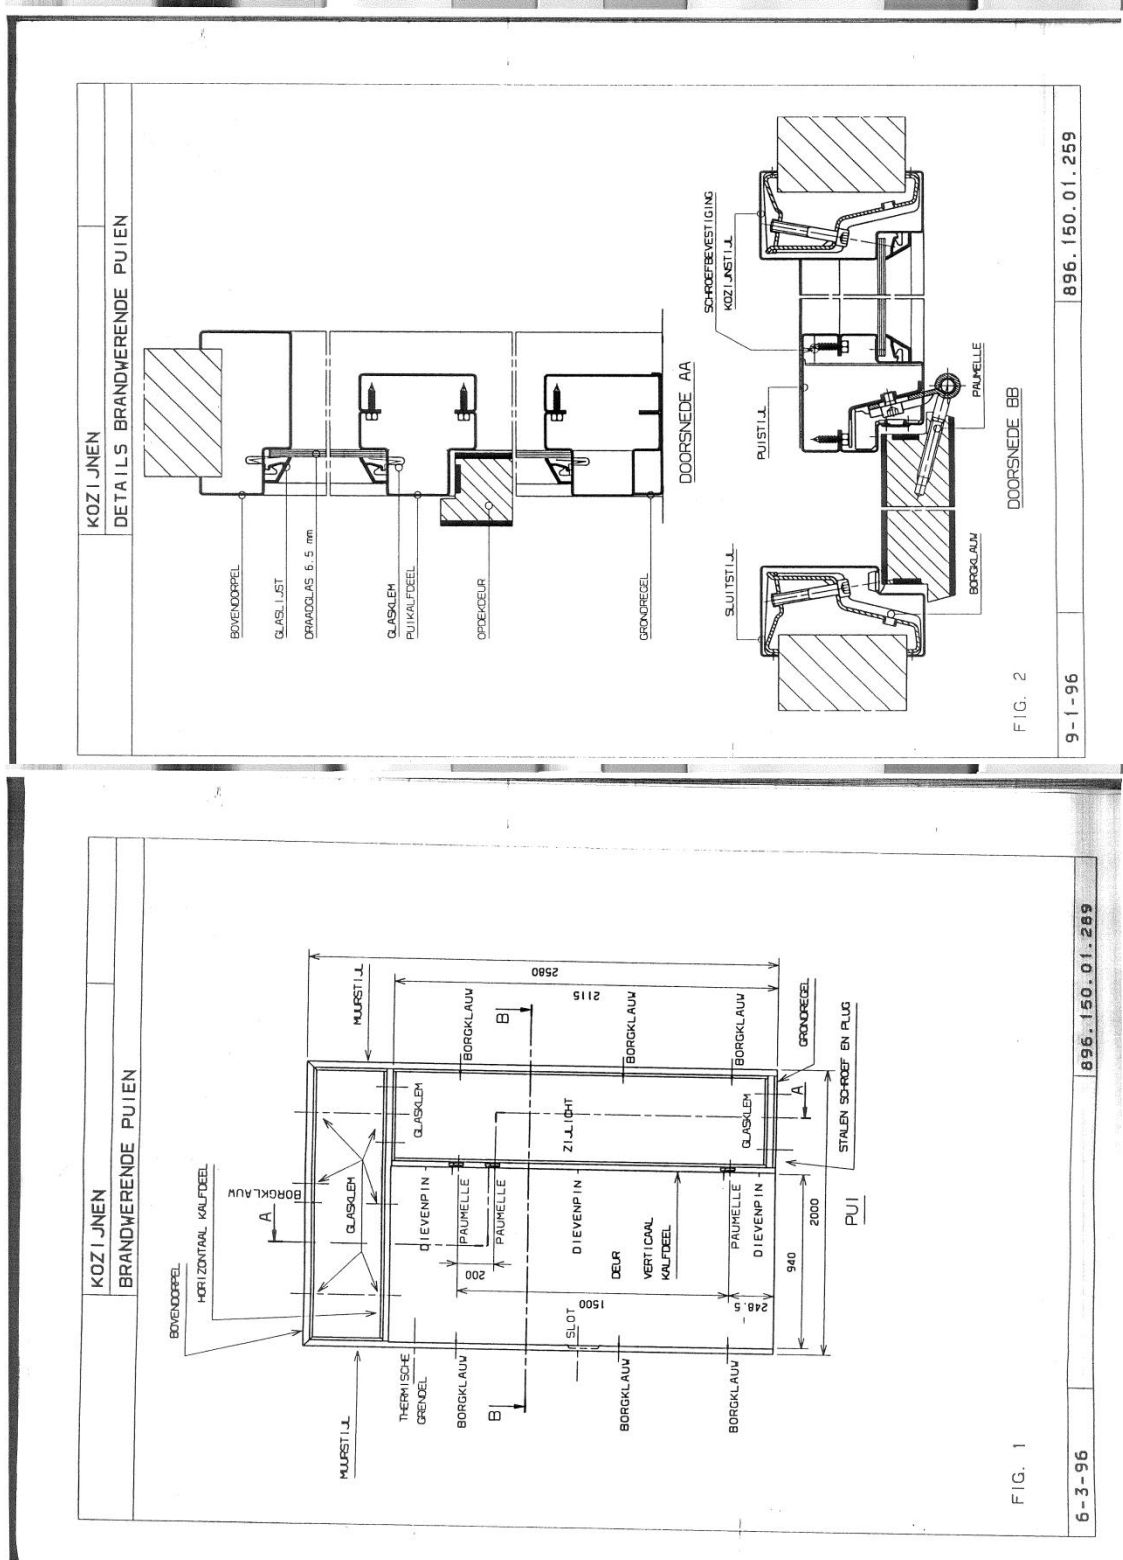 KOZIJNEN
DETAILS BRANDWERENDE PUIEN
BOVENDORPEL
GLASLIJST
DRAADGLAS 6.5 mm
GLASKLEM
PUIKALFDEEL
OPDEKDEUR
GRONDREGEL
DOORSNEDE AA
SCHROEFBEVESTIGING
KOZIJNSTIJL
PUISTIJL
SLUITSTIJL
PAUMELLE
BORGKLAUW
DOORSNEDE BB
FIG. 2
9-1-96
896.150.01.259
KOZIJNEN
BRANDWERENDE PUIEN
BOVENDORPEL
HORIZONTAAL KALFDEEL
BORGKLAUW
A
GLASKLEM
MUURSTIJL
MUURSTIJL
GLASKLEM
2580
2115
THERMISCHE
GRENDEL
DIEVENPIN
BORGKLAUW
PAUMELLE
BORGKLAUW
200
PAUMELLE
B
B
SLOT
1500
DIEVENPIN
ZIJLICHT
DEUR
BORGKLAUW
BORGKLAUW
VERTICAAL
KALFDEEL
BORGKLAUW
PAUMELLE
GLASKLEM
BORGKLAUW
248.5
DIEVENPIN
A
940
GRONDREGEL
2000
STALEN SCHROEF EN PLUG
PUI
FIG. 1
6-3-96
896.150.01.289